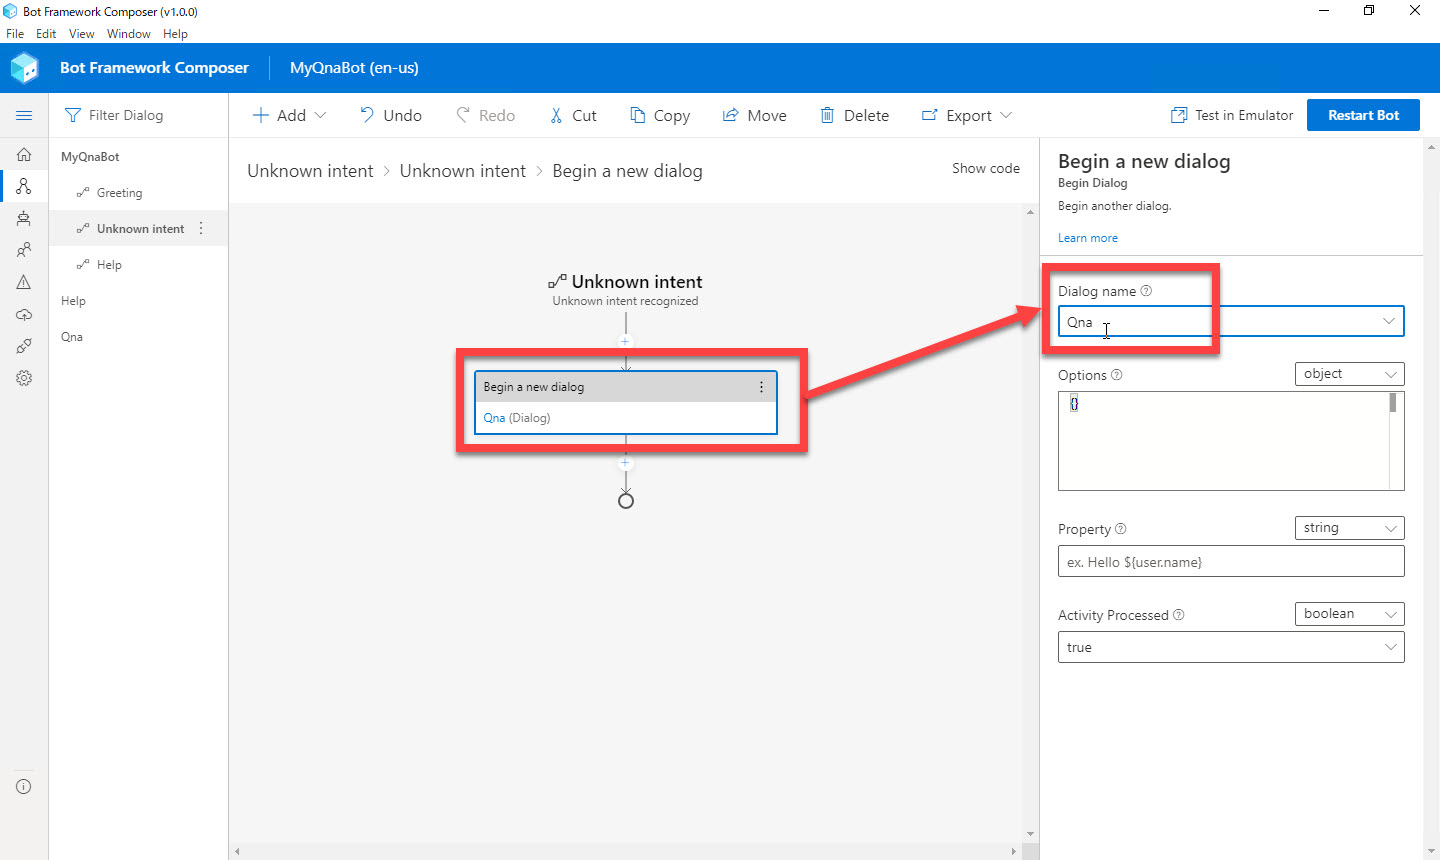 Bot Framework Composer (v1.0.0)
File Edit View Window Help
Bot Framework Composer MyQnaBot (en-us)
Filter Dialog
Add Undo Redo Cut Copy Move Delete Export Test in Emulator Restart Bot
MyQnaBot
Greeting
Unknown intent
Help
Help
Qna
Unknown intent > Unknown intent > Begin a new dialog
Show code
Unknown intent
Unknown intent recognized
Begin a new dialog
Qna (Dialog)
Begin a new dialog
Begin Dialog
Begin another dialog.
Learn more
Dialog name
Qna
Options object
{}
Property string
ex. Hello ${user.name}
Activity Processed boolean
true